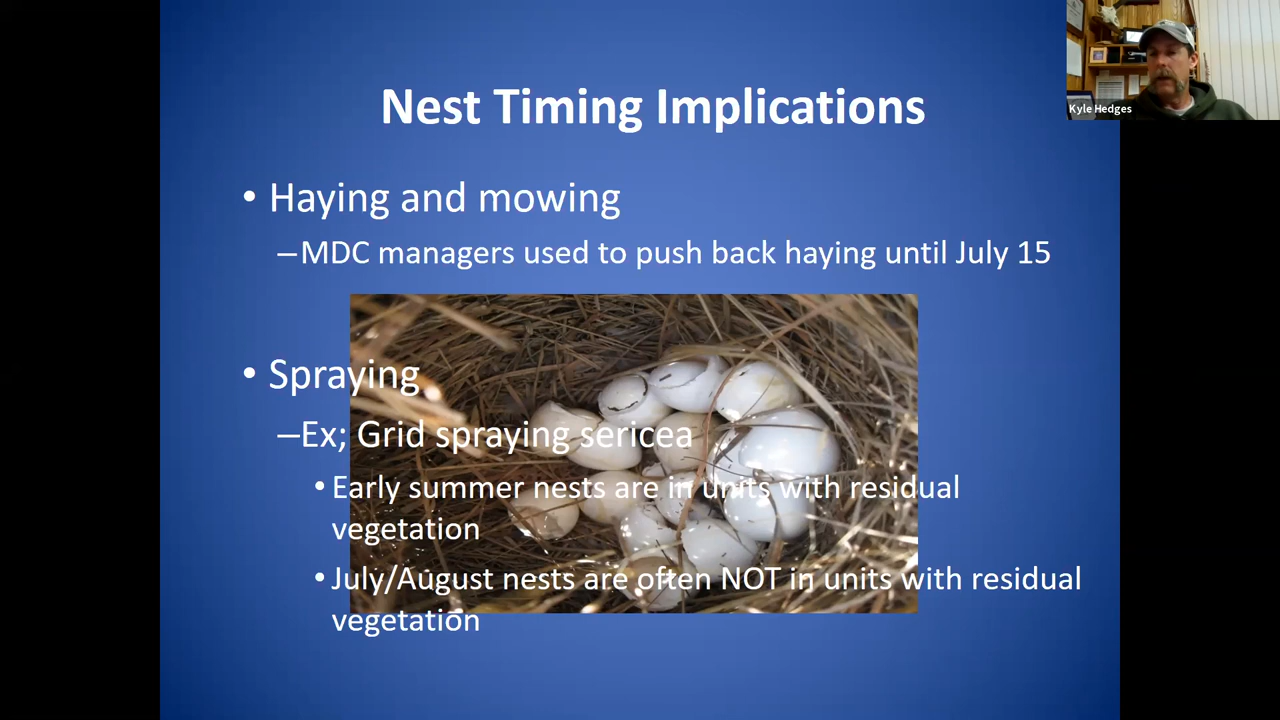 Nest Timing Implications
Kyle Hedges
• Haying and mowing
–MDC managers used to push back haying until July 15
• Spraying
–Ex; Grid spraying sericea
• Early summer nests are in units with residual
vegetation
• July/August nests are often NOT in units with residual
vegetation